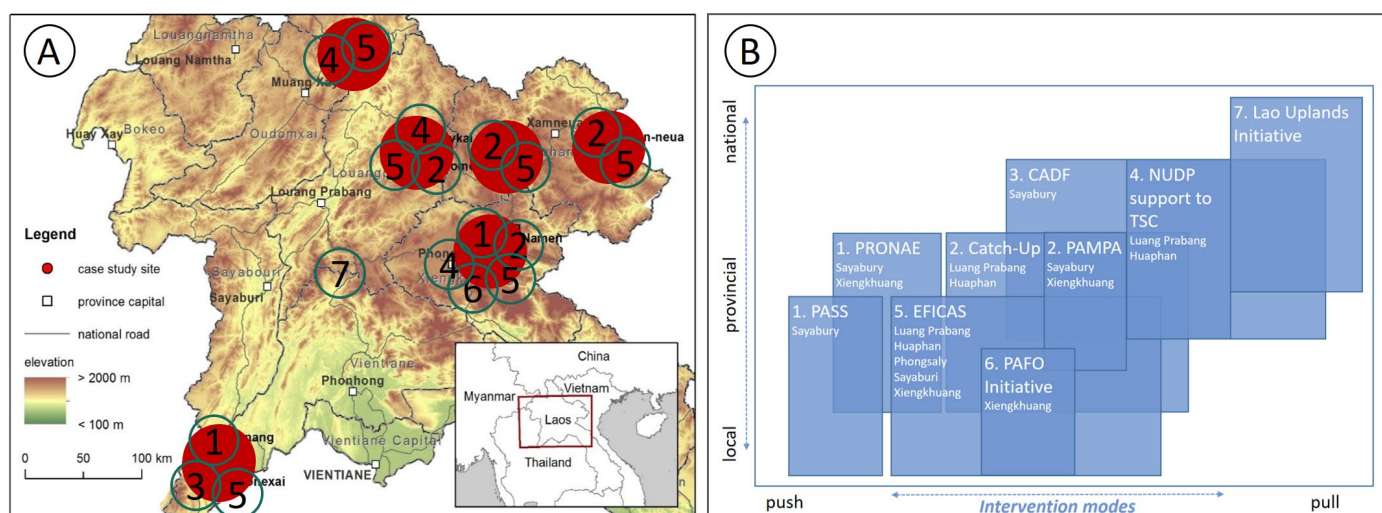 A
Louangnamtha
Louang Namtha
Muang Xay
Huay Xay
Bokeo
Oudomxai
Louang Prabang
4
5
4
5
2
2
5
Xamneua
2
5
n-neua
1
2
Namen
4
6
5
7
Sayabouri
Sayaburi
Vientiane
Phonhong
Vientiane Capital
VIENTIANE
1
3
5
Legend
case study site
province capital
national road
elevation
> 2000 m
< 100 m
0 50 100 km
China
Myanmar
Vietnam
Laos
Thailand
B
national
provincial
local
7. Lao Uplands
Initiative
3. CADF
Sayabury
4. NUDP
support to
TSC
Luang Prabang
Huaphan
1. PRONAE
Sayabury
Xiengkhuang
2. Catch-Up
Luang Prabang
Huaphan
2. PAMPA
Sayabury
Xiengkhuang
1. PASS
Sayabury
5. EFICAS
Luang Prabang
Huaphan
Phongsaly
Sayaburi
Xiengkhuang
6. PAFO
Initiative
Xiengkhuang
push
Intervention modes
pull